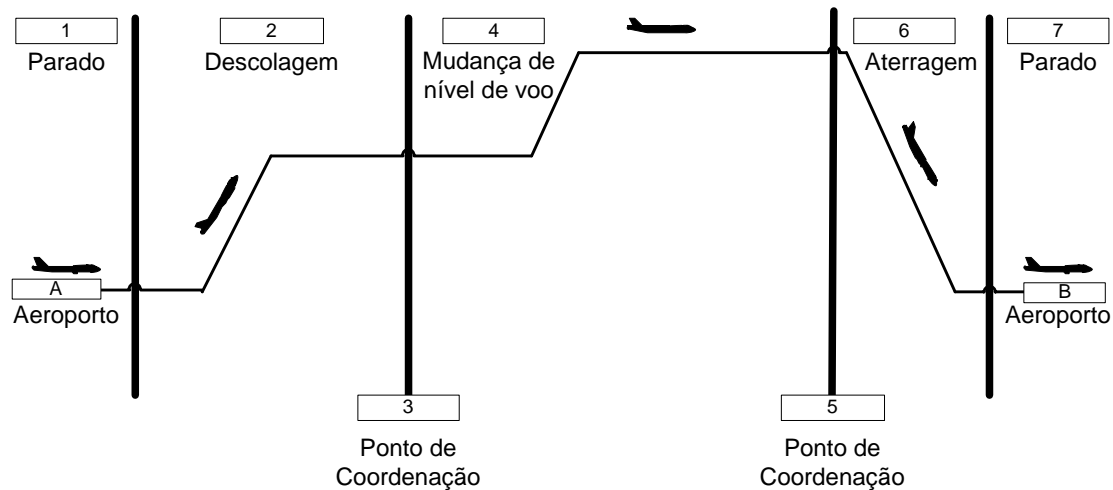 1
Parado
2
Descolagem
4
Mudança de
nível de voo
6
Aterragem
7
Parado
A
Aeroporto
B
Aeroporto
3
Ponto de
Coordenação
5
Ponto de
Coordenação